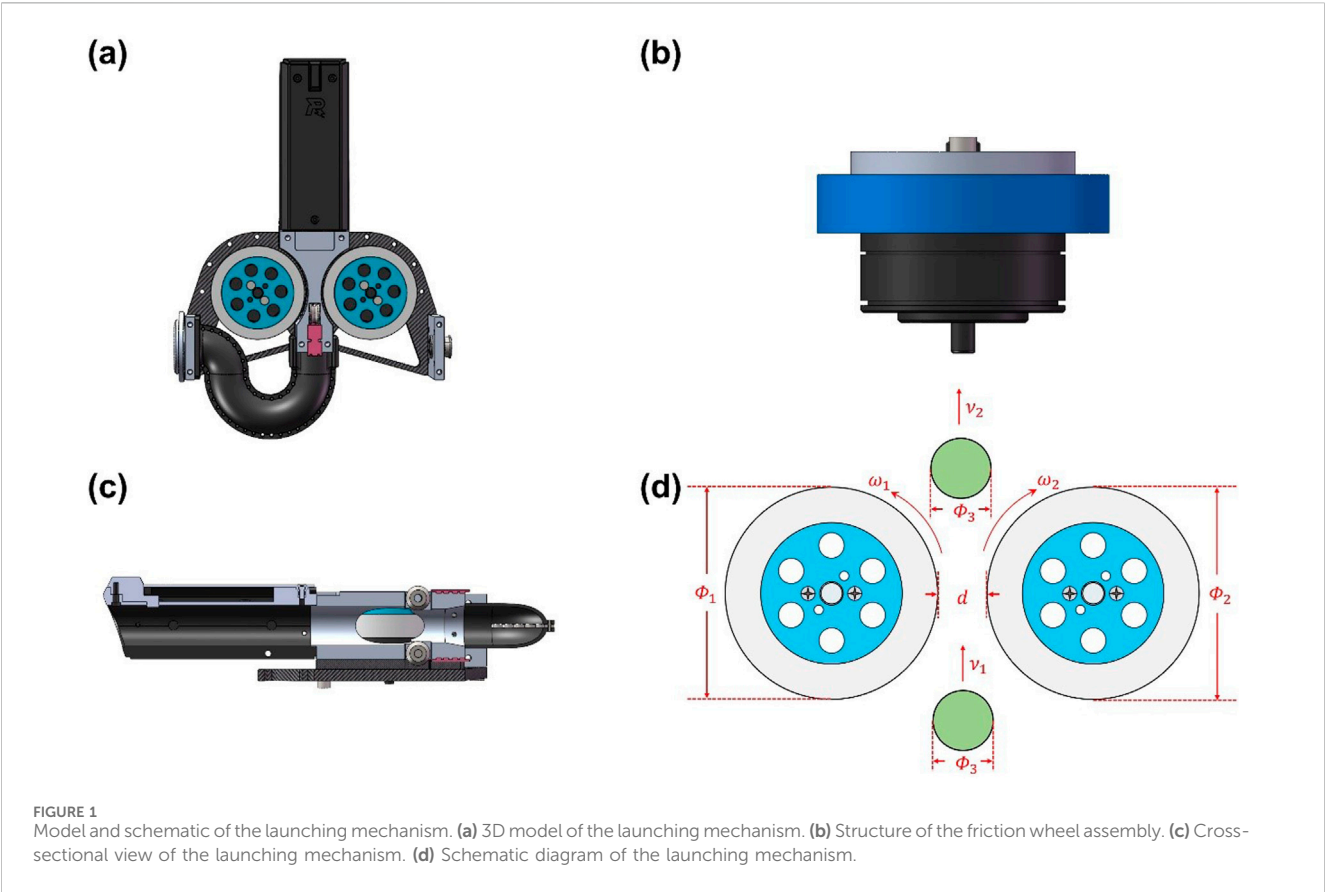 (a)
(b)
(c)
(d)
ν₂
ω₁
ω₂
Φ₃
Φ₁
d
Φ₂
ν₁
Φ₃
FIGURE 1
Model and schematic of the launching mechanism. (a) 3D model of the launching mechanism. (b) Structure of the friction wheel assembly. (c) Cross-
sectional view of the launching mechanism. (d) Schematic diagram of the launching mechanism.